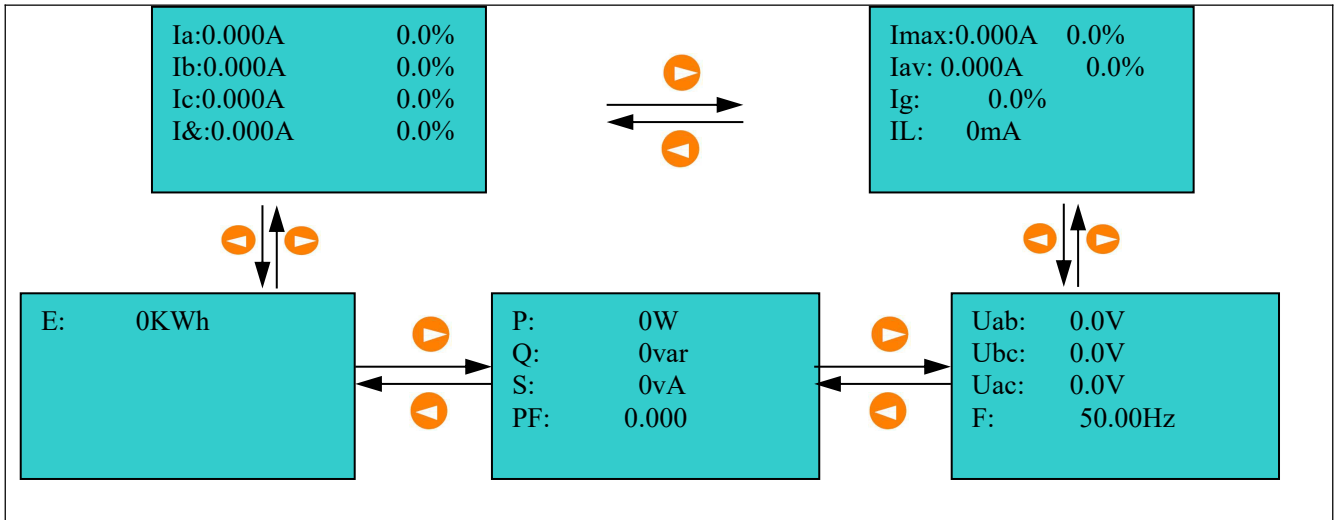 Ia:0.000A 0.0%
Ib:0.000A 0.0%
Ic:0.000A 0.0%
I&:0.000A 0.0%
Imax:0.000A 0.0%
Iav: 0.000A 0.0%
Ig: 0.0%
IL: 0mA
E: 0KWh
P: 0W
Q: 0var
S: 0vA
PF: 0.000
Uab: 0.0V
Ubc: 0.0V
Uac: 0.0V
F: 50.00Hz